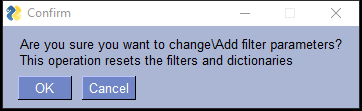 Confirm
Are you sure you want to change\Add filter parameters?
This operation resets the filters and dictionaries
OK
Cancel